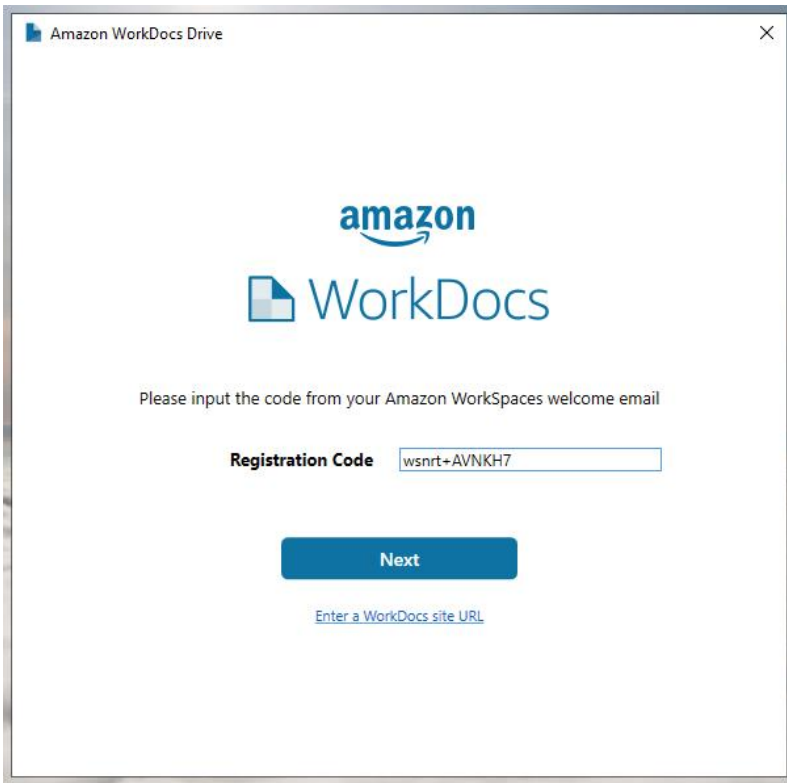 Amazon WorkDocs Drive
amazon
WorkDocs
Please input the code from your Amazon WorkSpaces welcome email
Registration Code wsnrt+AVNKH7
Next
Enter a WorkDocs site URL